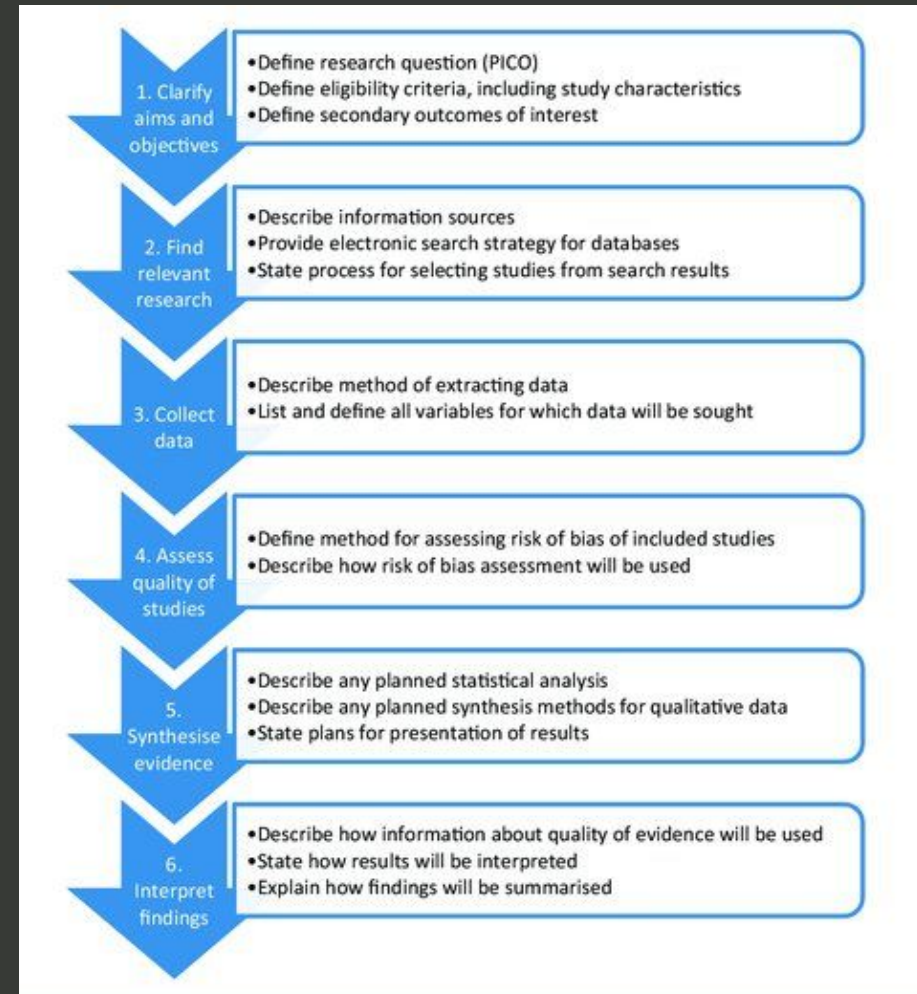 1. Clarify
aims and
objectives
•Define research question (PICO)
•Define eligibility criteria, including study characteristics
•Define secondary outcomes of interest
2. Find
relevant
research
•Describe information sources
•Provide electronic search strategy for databases
•State process for selecting studies from search results
3. Collect
data
•Describe method of extracting data
•List and define all variables for which data will be sought
4. Assess
quality of
studies
•Define method for assessing risk of bias of included studies
•Describe how risk of bias assessment will be used
5.
Synthesise
evidence
•Describe any planned statistical analysis
•Describe any planned synthesis methods for qualitative data
•State plans for presentation of results
6.
Interpret
findings
•Describe how information about quality of evidence will be used
•State how results will be interpreted
•Explain how findings will be summarised